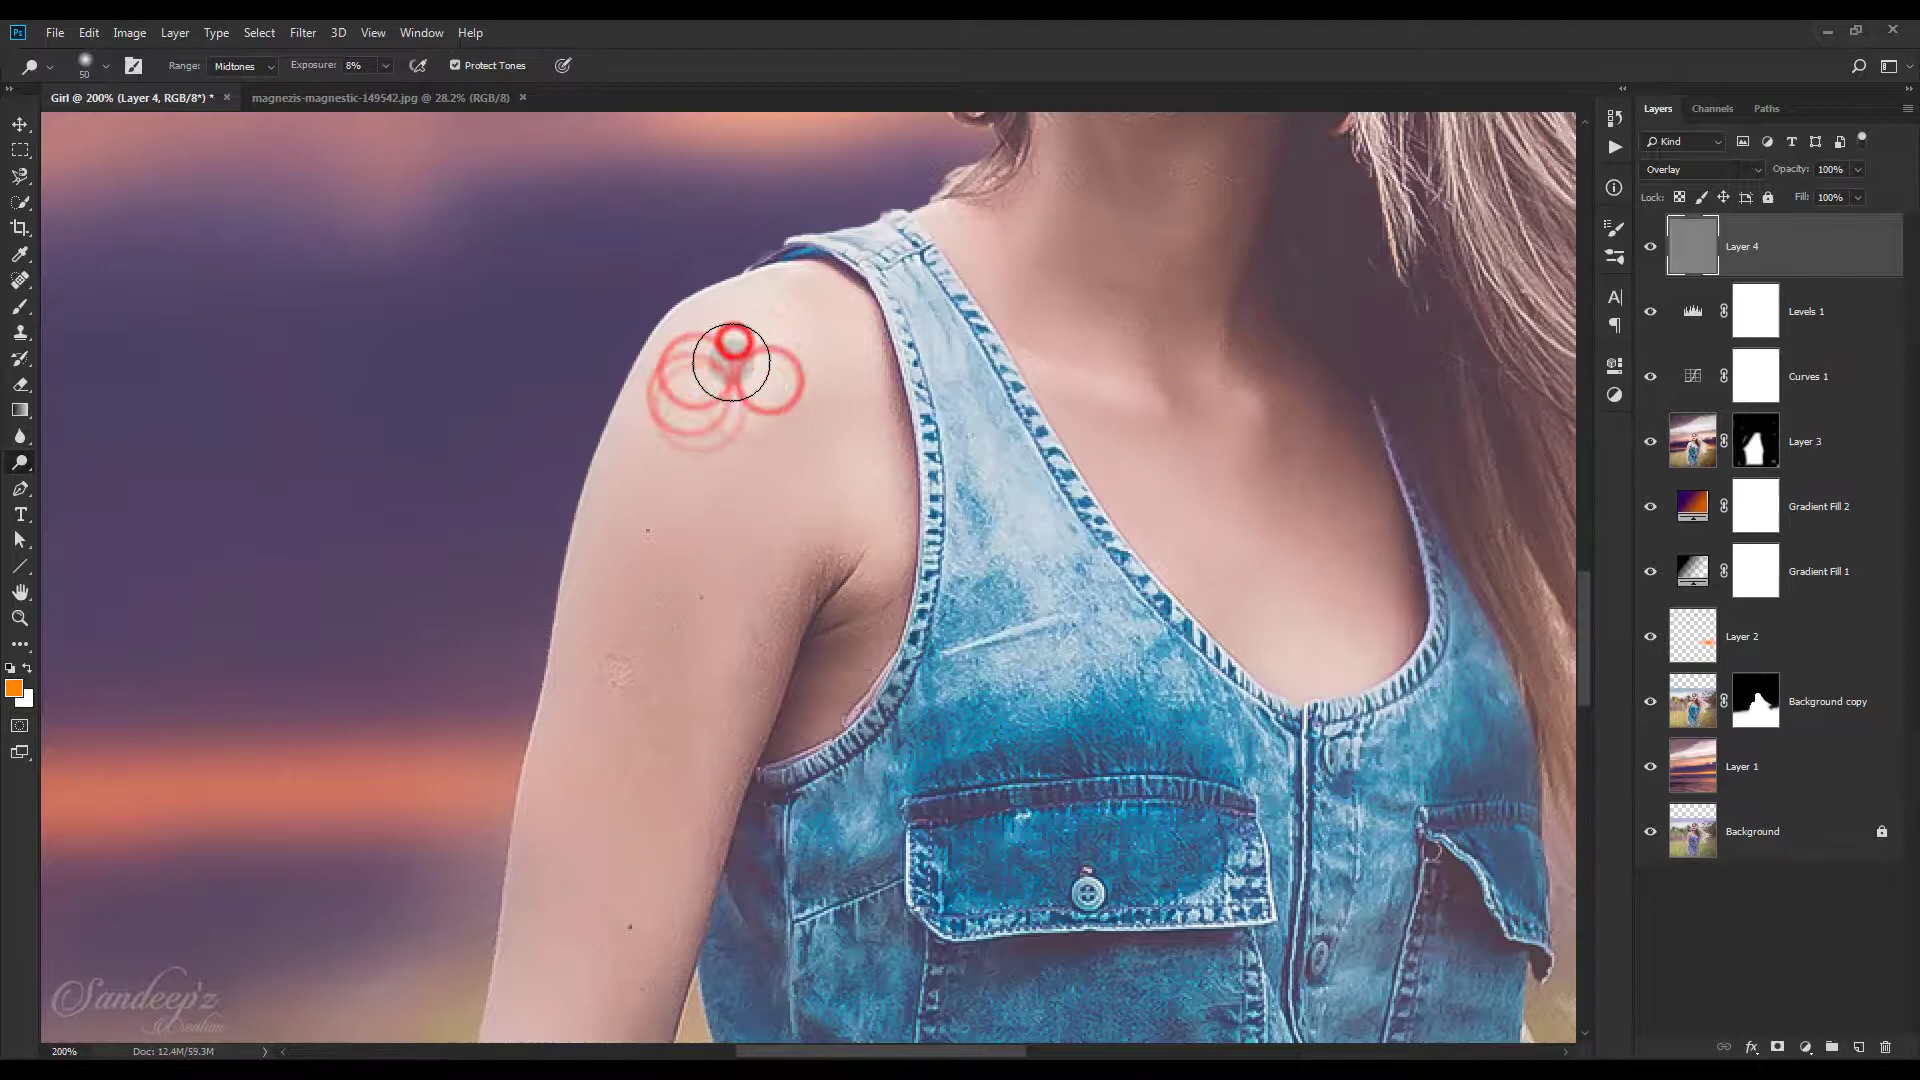 Ps File Edit Image Layer Type Select Filter 3D View Window Help
50 Range: Midtones Exposure: 8% Protect Tones
Girl @ 200% (Layer 4, RGB/8*) * magnezis-magnestic-149542.jpg @ 28.2% (RGB/8)
Layers Channels Paths
Kind
Overlay Opacity: 100%
Lock: Fill: 100%
Layer 4
Levels 1
Curves 1
Layer 3
Gradient Fill 2
Gradient Fill 1
Layer 2
Background copy
Layer 1
Background
Sandeep'z
Creation
200% Doc: 12.4M/59.3M